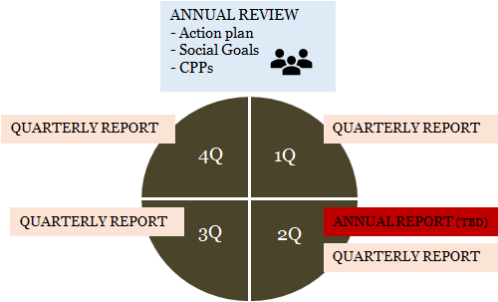 ANNUAL REVIEW
- Action plan
- Social Goals
- CPPs
QUARTERLY REPORT
4Q
1Q
QUARTERLY REPORT
QUARTERLY REPORT
3Q
2Q
ANNUAL REPORT (TBD)
QUARTERLY REPORT